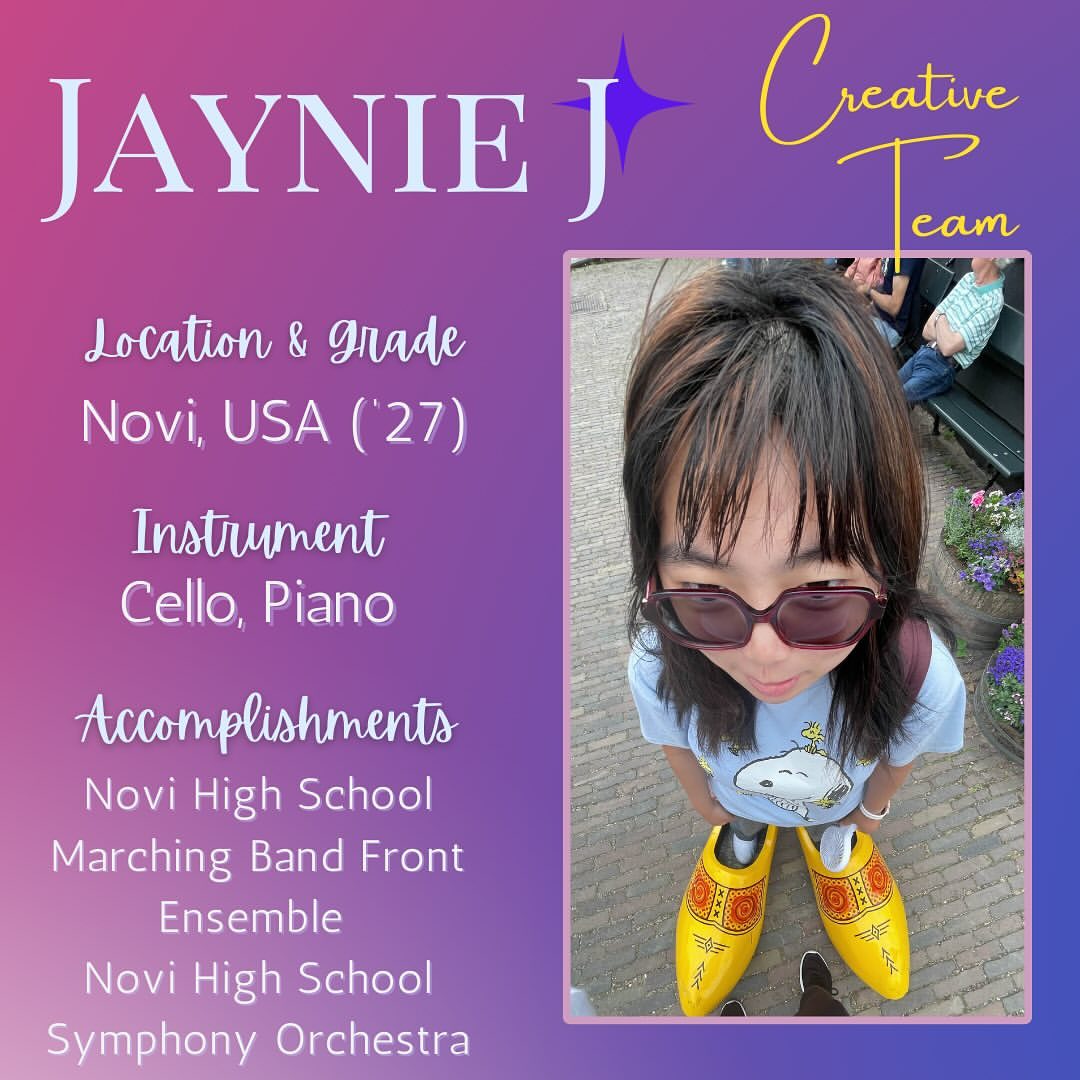 JAYNIE J
Creative
Team
Location & Grade
Novi, USA ('27)
Instrument
Cello, Piano
Accomplishments
Novi High School
Marching Band Front
Ensemble
Novi High School
Symphony Orchestra